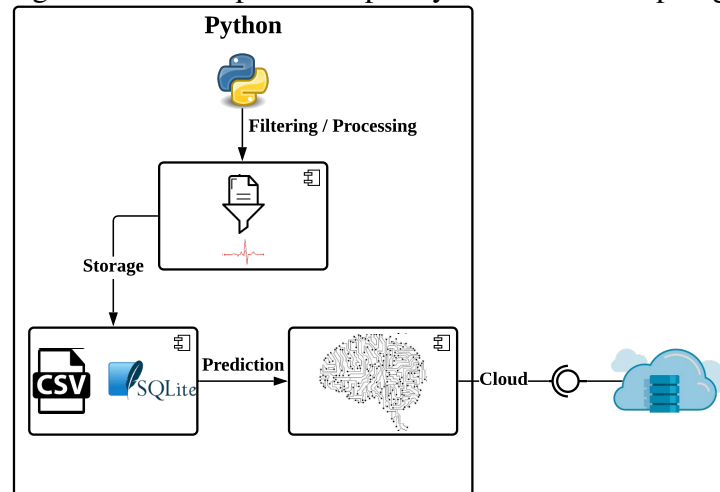 Python
Filtering / Processing
Storage
CSV
SQLite
Prediction
Cloud